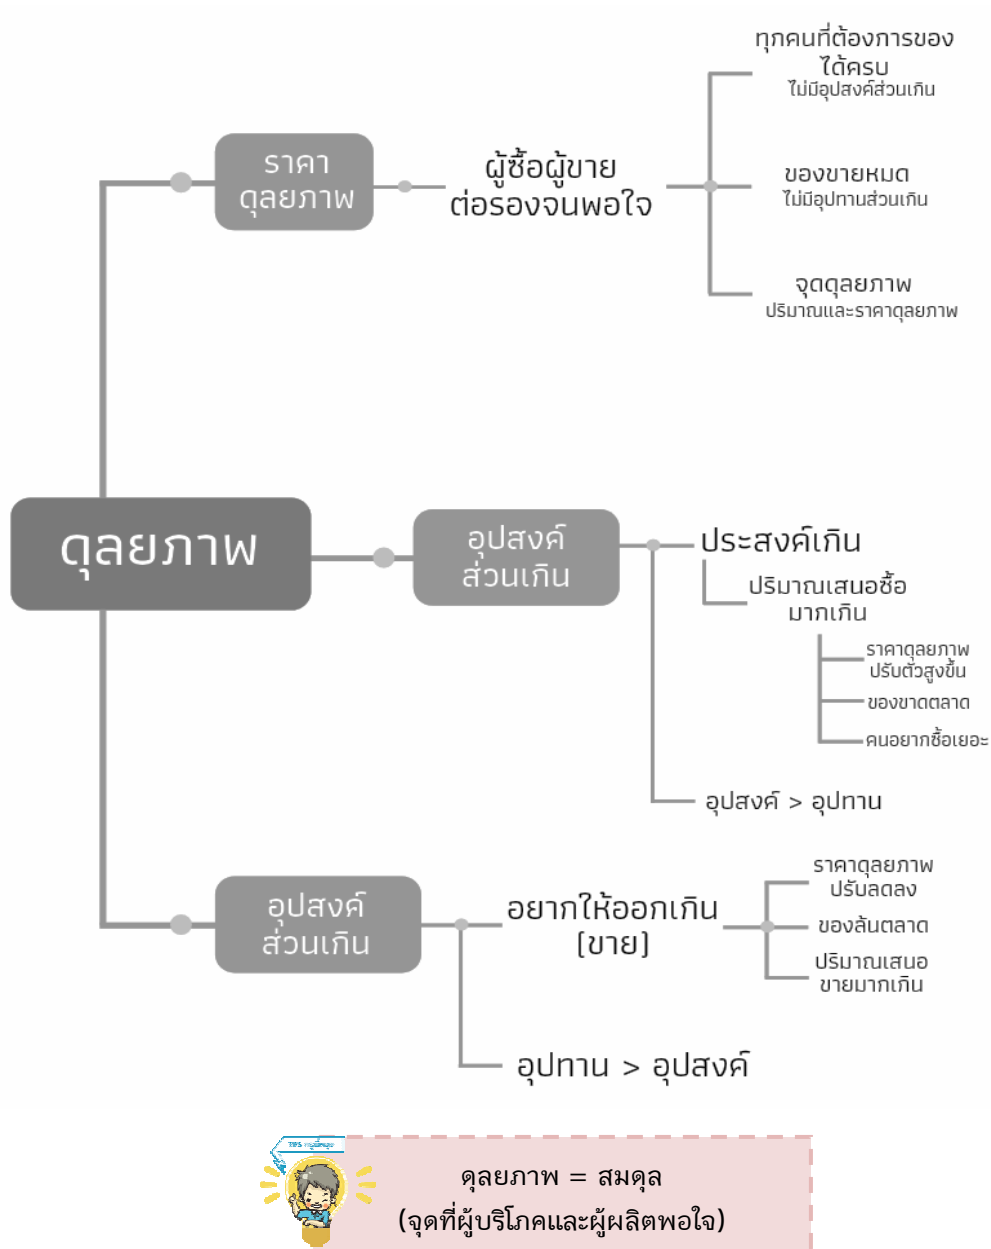 ทุกคนที่ต้องการของ
ได้ครบ
ไม่มีอุปสงค์ส่วนเกิน
ราคา
ดุลยภาพ
ผู้ซื้อผู้ขาย
ต่อรองจนพอใจ
ของขายหมด
ไม่มีอุปทานส่วนเกิน
จุดดุลยภาพ
ปริมาณและราคาดุลยภาพ
ดุลยภาพ
อุปสงค์
ส่วนเกิน
ประสงค์เกิน
ปริมาณเสนอซื้อ
มากเกิน
ราคาดุลยภาพ
ปรับตัวสูงขึ้น
ของขาดตลาด
คนอยากซื้อเยอะ
อุปสงค์ > อุปทาน
อุปสงค์
ส่วนเกิน
อยากให้ออกเกิน
(ขาย)
ราคาดุลยภาพ
ปรับลดลง
ของล้นตลาด
ปริมาณเสนอ
ขายมากเกิน
อุปทาน > อุปสงค์
TIPS
ดุลยภาพ = สมดุล
(จุดที่ผู้บริโภคและผู้ผลิตพอใจ)